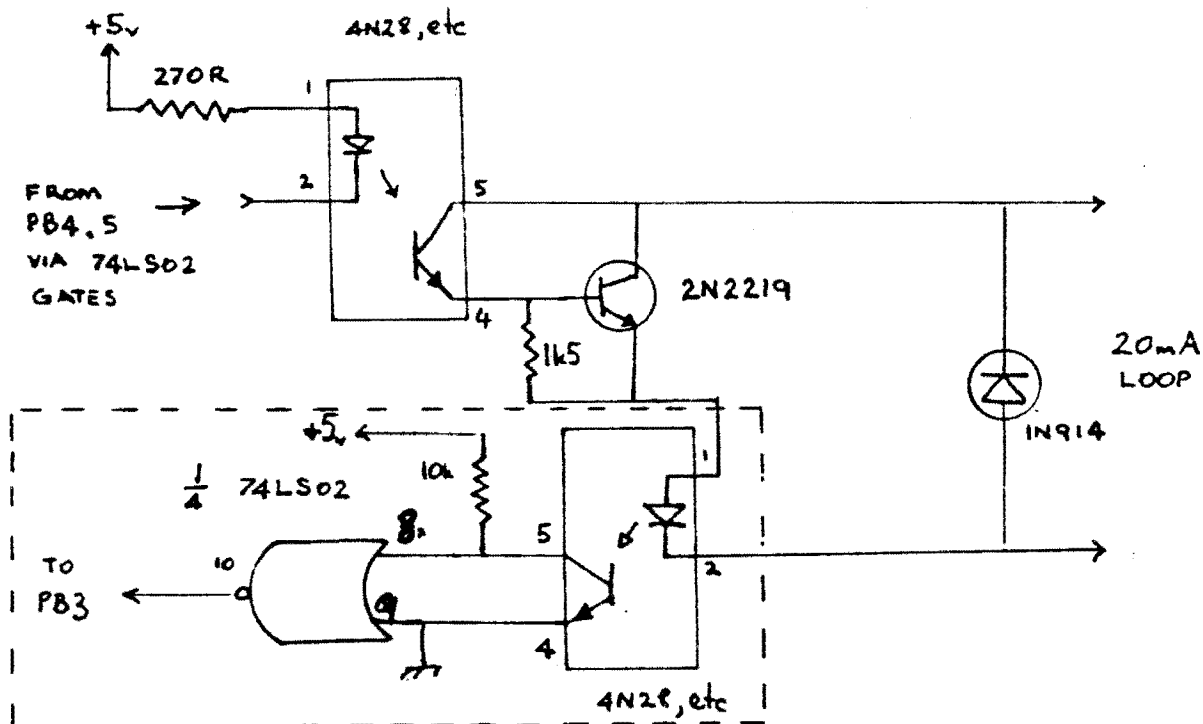 +5v
4N28, etc
270R
1
2
FROM
PB4.5
VIA 74LS02
GATES
5
4
2N2219
1k5
20mA
LOOP
1N914
+5v
10k
1/4 74LS02
1
8
5
2
10
TO
PB3
9
4
4N28, etc